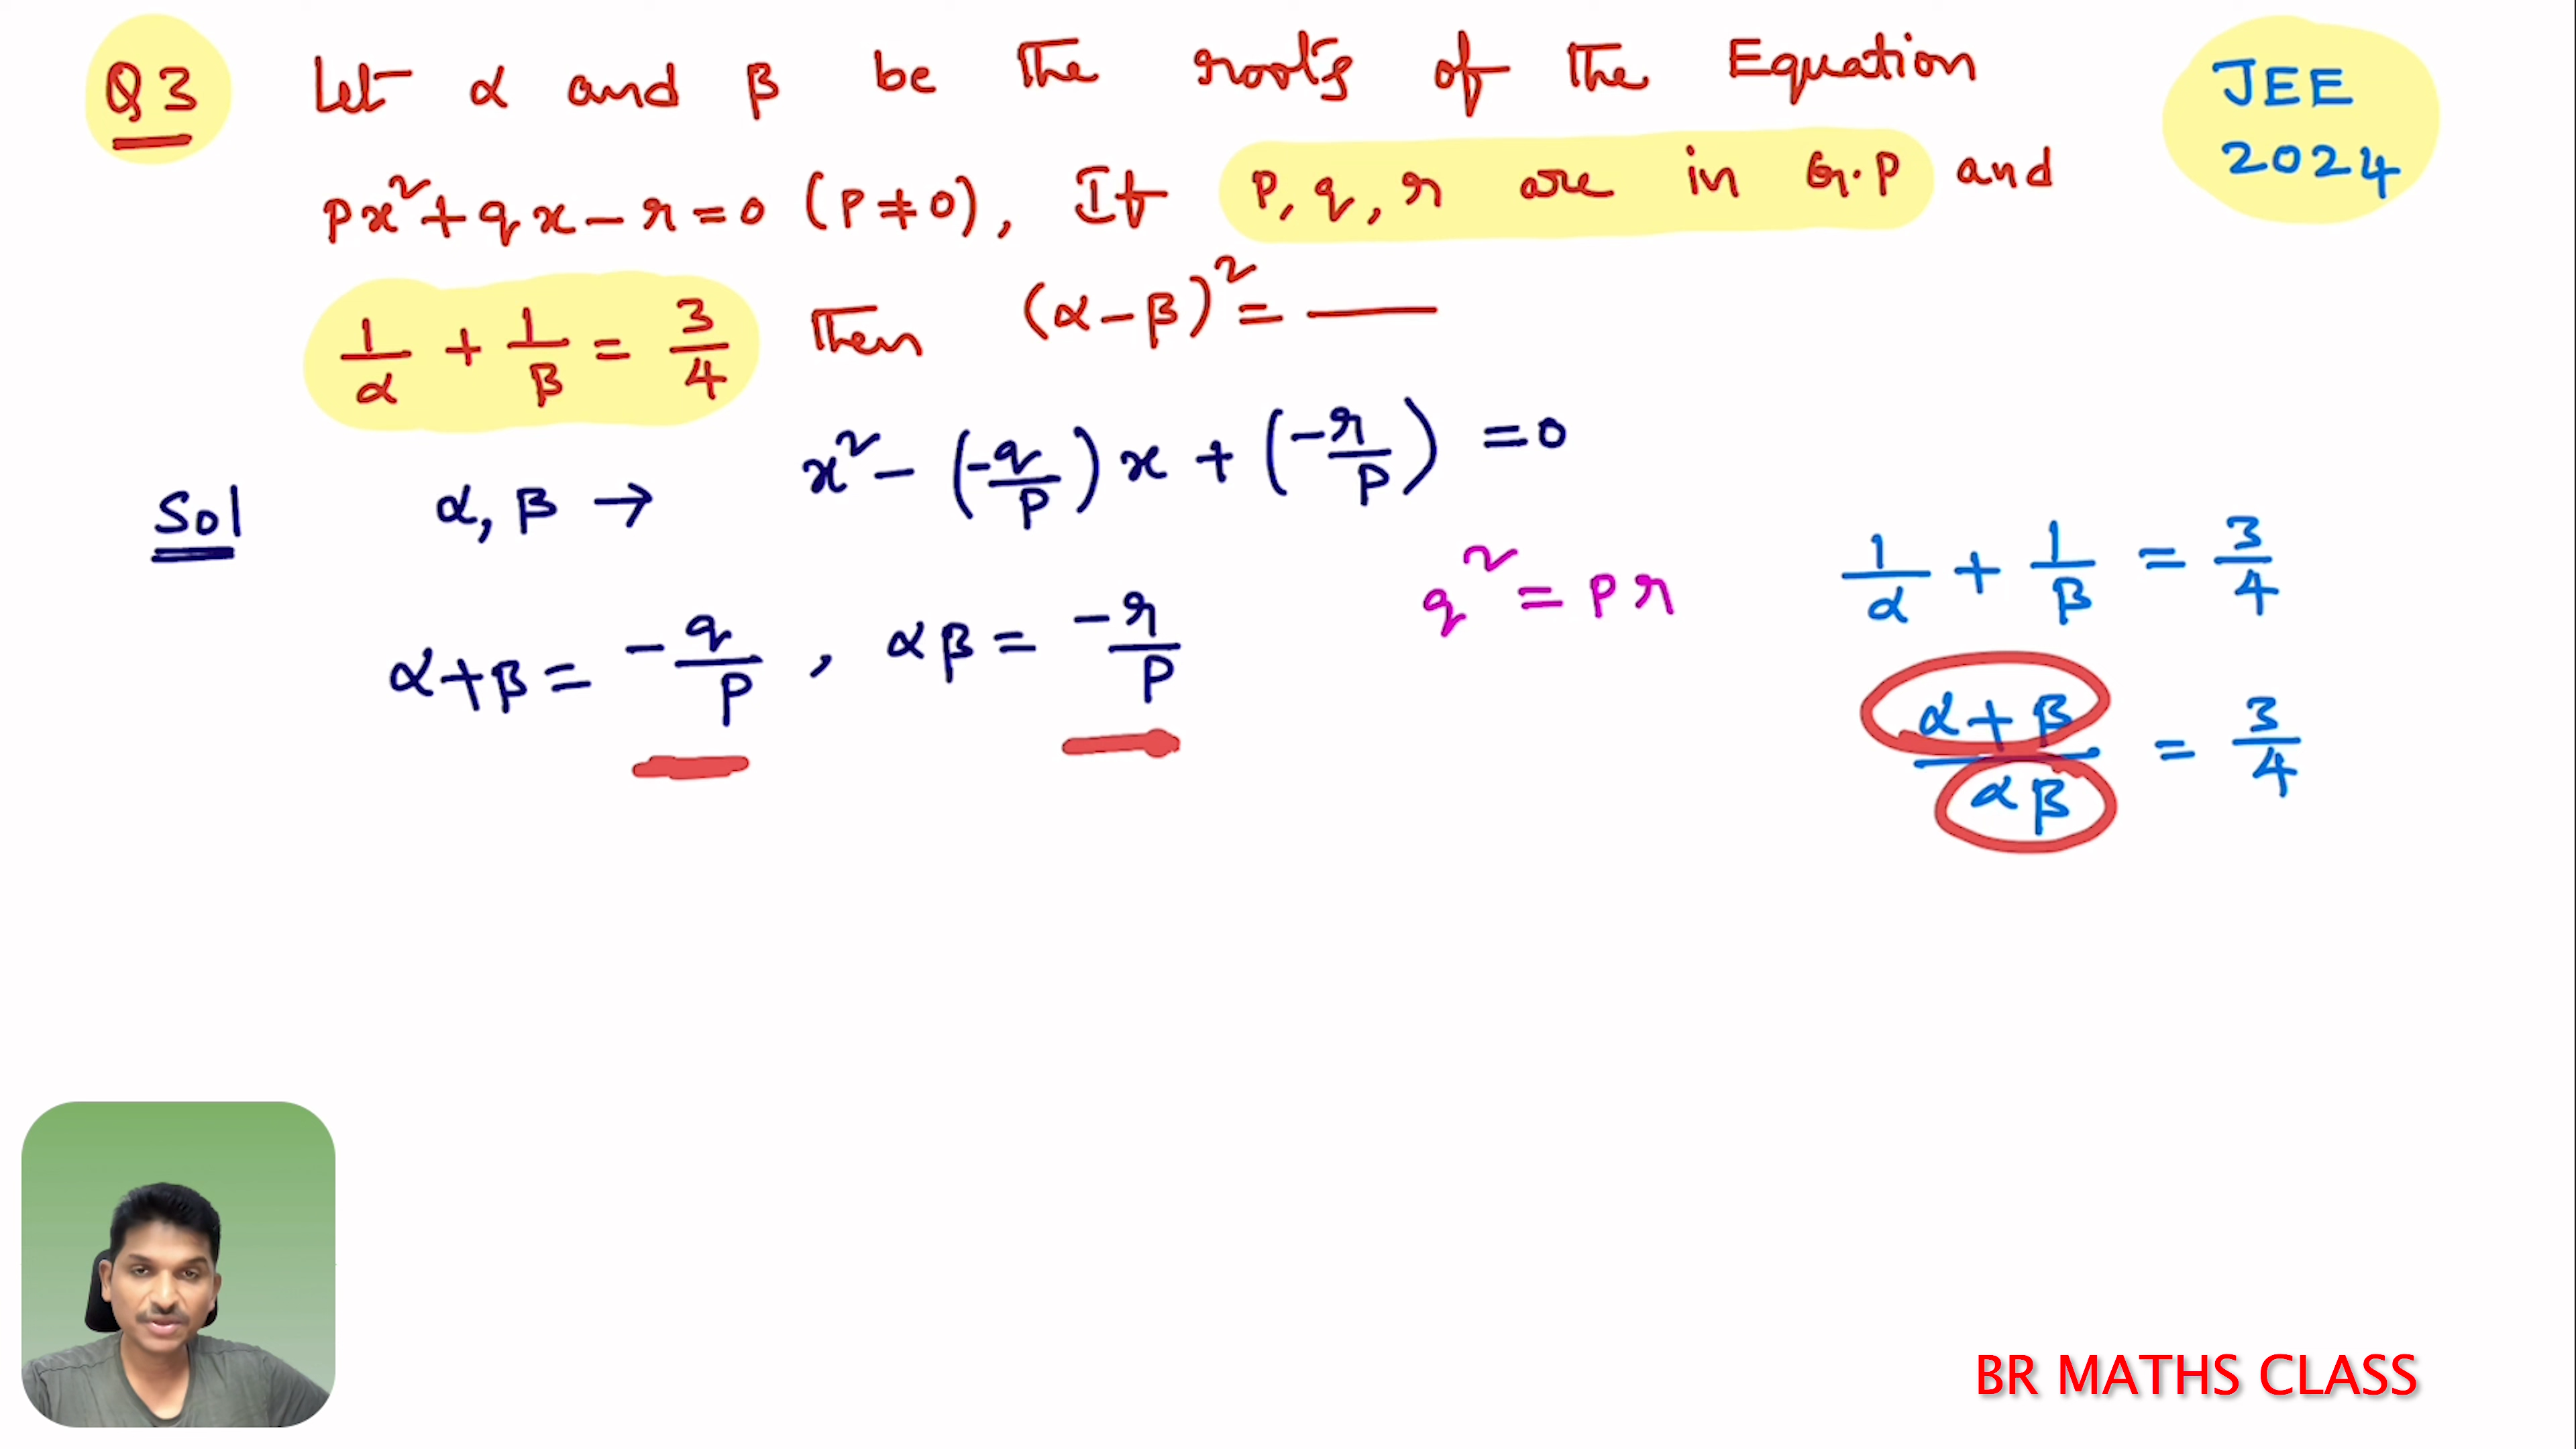 Q3 Let α and β be the roots of the Equation
px²+qx−r=0 (p≠0), If p, q, r are in G.P and
1/α + 1/β = 3/4 then (α−β)² = ——
JEE
2024
Sol α, β → x² − (−q/p)x + (−r/p) = 0
α+β = −q/p , αβ = −r/p
q² = pr
1/α + 1/β = 3/4
α+β/αβ = 3/4
BR MATHS CLASS